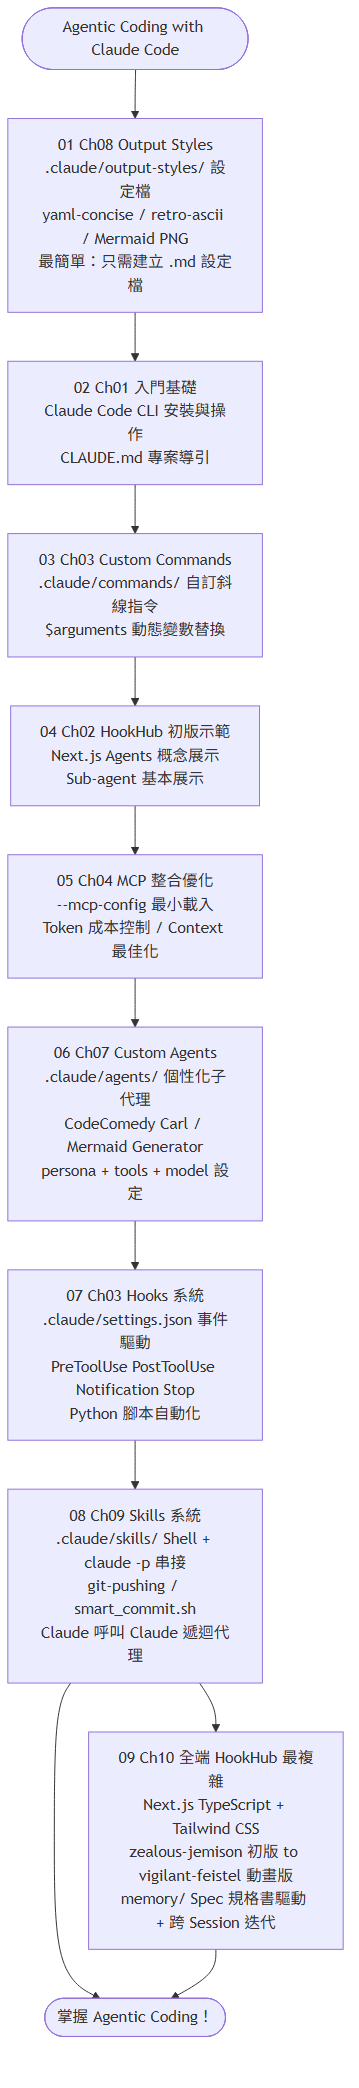 Agentic Coding with
Claude Code
01 Ch08 Output Styles
.claude/output-styles/ 設
定檔
yaml-concise / retro-ascii
/ Mermaid PNG
最簡單：只需建立 .md 設定
檔
02 Ch01 入門基礎
Claude Code CLI 安裝與操
作
CLAUDE.md 專案導引
03 Ch03 Custom Commands
.claude/commands/ 自訂斜
線指令
$arguments 動態變數替換
04 Ch02 HookHub 初版示範
Next.js Agents 概念展示
Sub-agent 基本展示
05 Ch04 MCP 整合優化
--mcp-config 最小載入
Token 成本控制 / Context
最佳化
06 Ch07 Custom Agents
.claude/agents/ 個性化子
代理
CodeComedy Carl /
Mermaid Generator
persona + tools + model 設
定
07 Ch03 Hooks 系統
.claude/settings.json 事件
驅動
PreToolUse PostToolUse
Notification Stop
Python 腳本自動化
08 Ch09 Skills 系統
.claude/skills/ Shell +
claude -p 串接
git-pushing /
smart_commit.sh
Claude 呼叫 Claude 遞迴代
理
09 Ch10 全端 HookHub 最複
雜
Next.js TypeScript +
Tailwind CSS
zealous-jemison 初版 to
vigilant-feistel 動畫版
memory/ Spec 規格書驅動
+ 跨 Session 迭代
掌握 Agentic Coding！